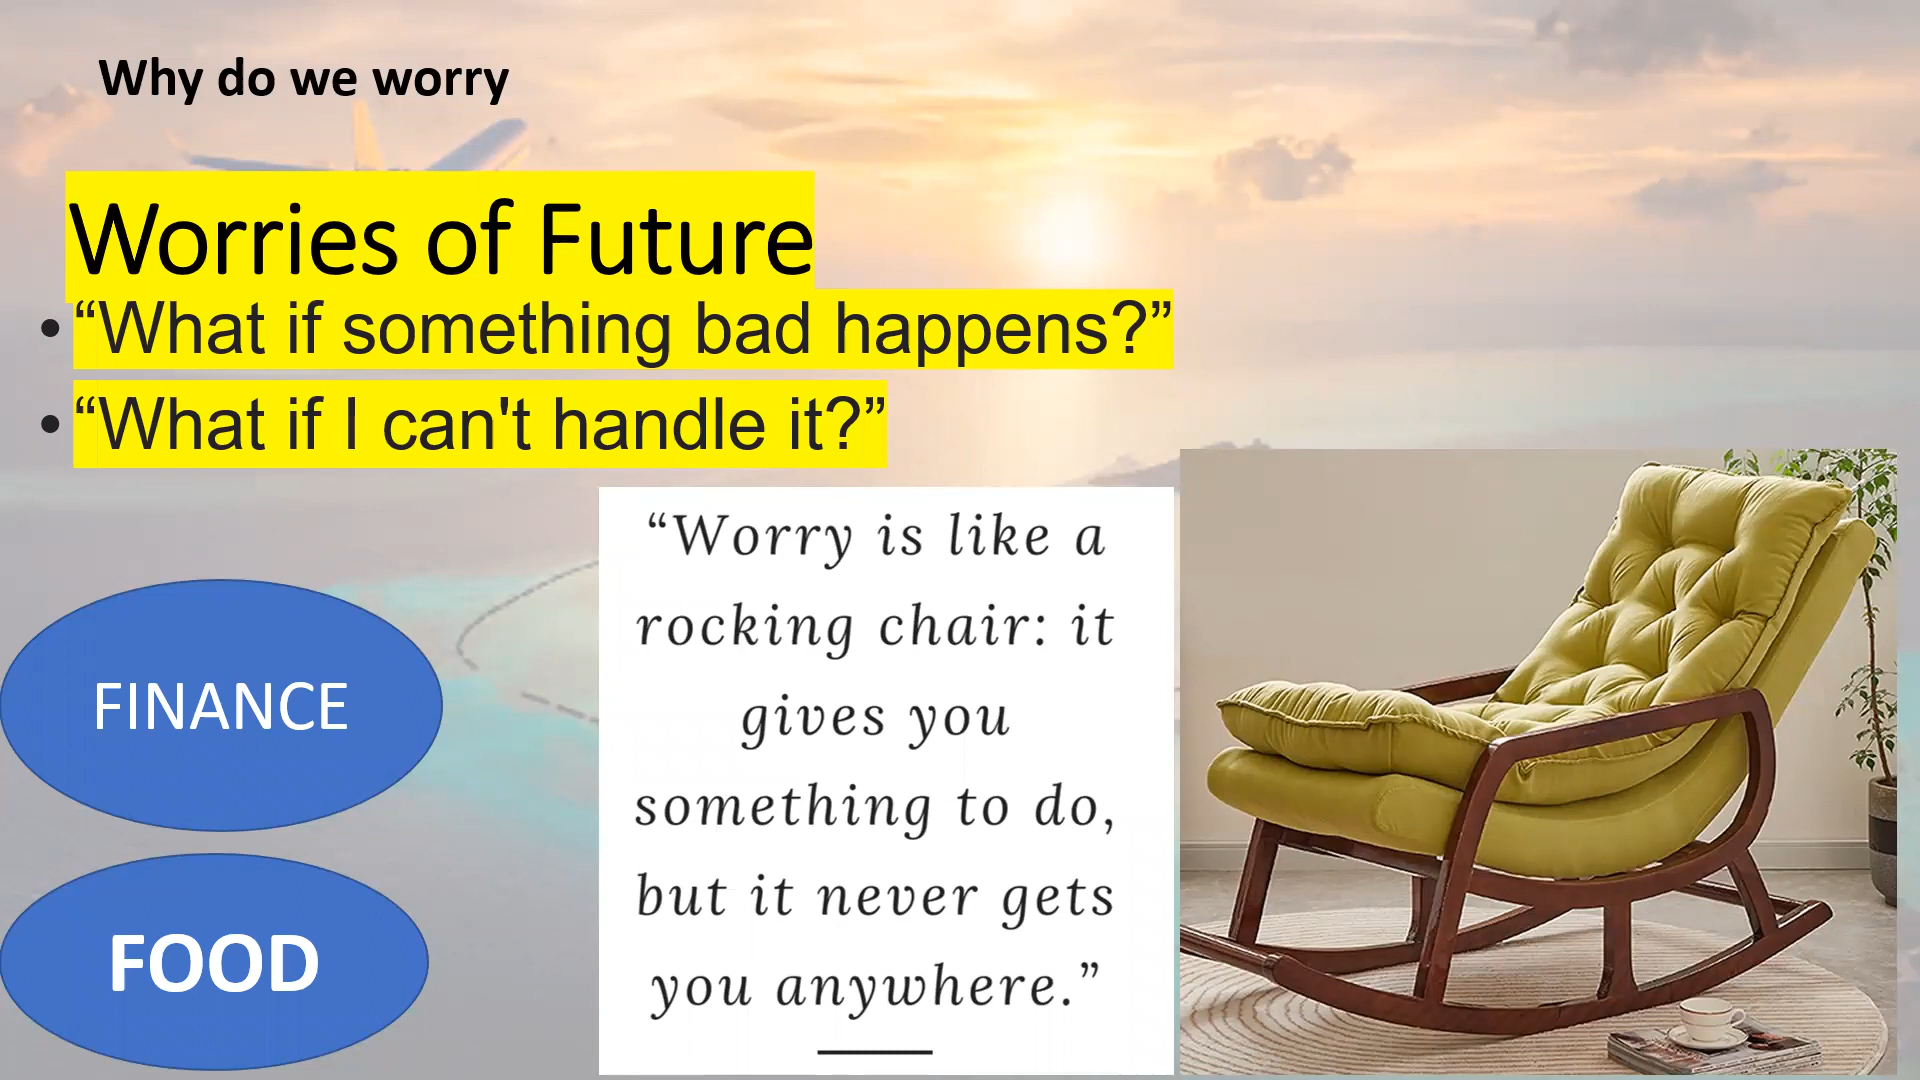 Why do we worry
Worries of Future
• “What if something bad happens?”
• “What if I can't handle it?”
FINANCE
FOOD
“Worry is like a
rocking chair: it
gives you
something to do,
but it never gets
you anywhere.”